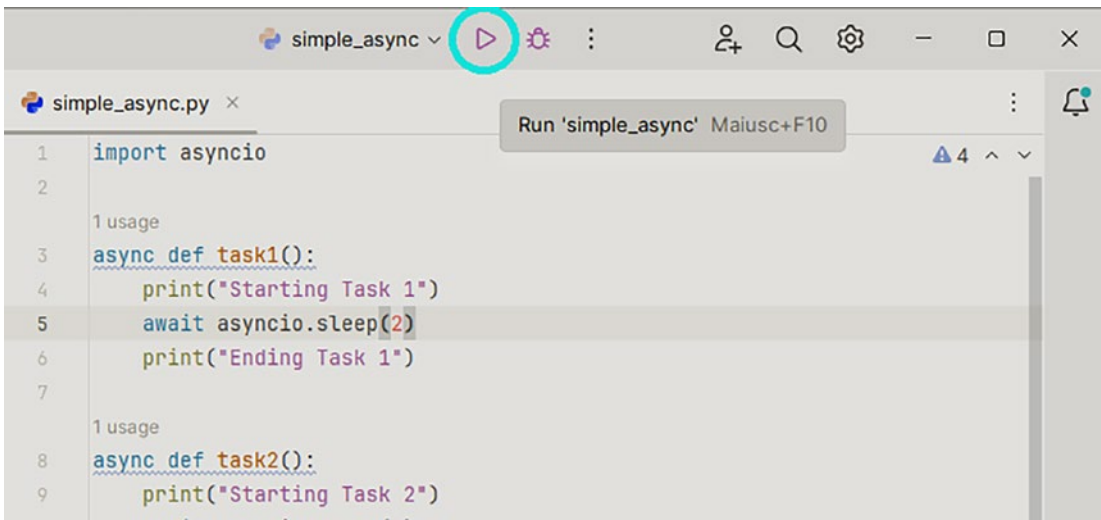 simple_async
simple_async.py
Run 'simple_async' Maiusc+F10
1 import asyncio
4
2
1 usage
3 async def task1():
4 print("Starting Task 1")
5 await asyncio.sleep(2)
6 print("Ending Task 1")
7
1 usage
8 async def task2():
9 print("Starting Task 2")